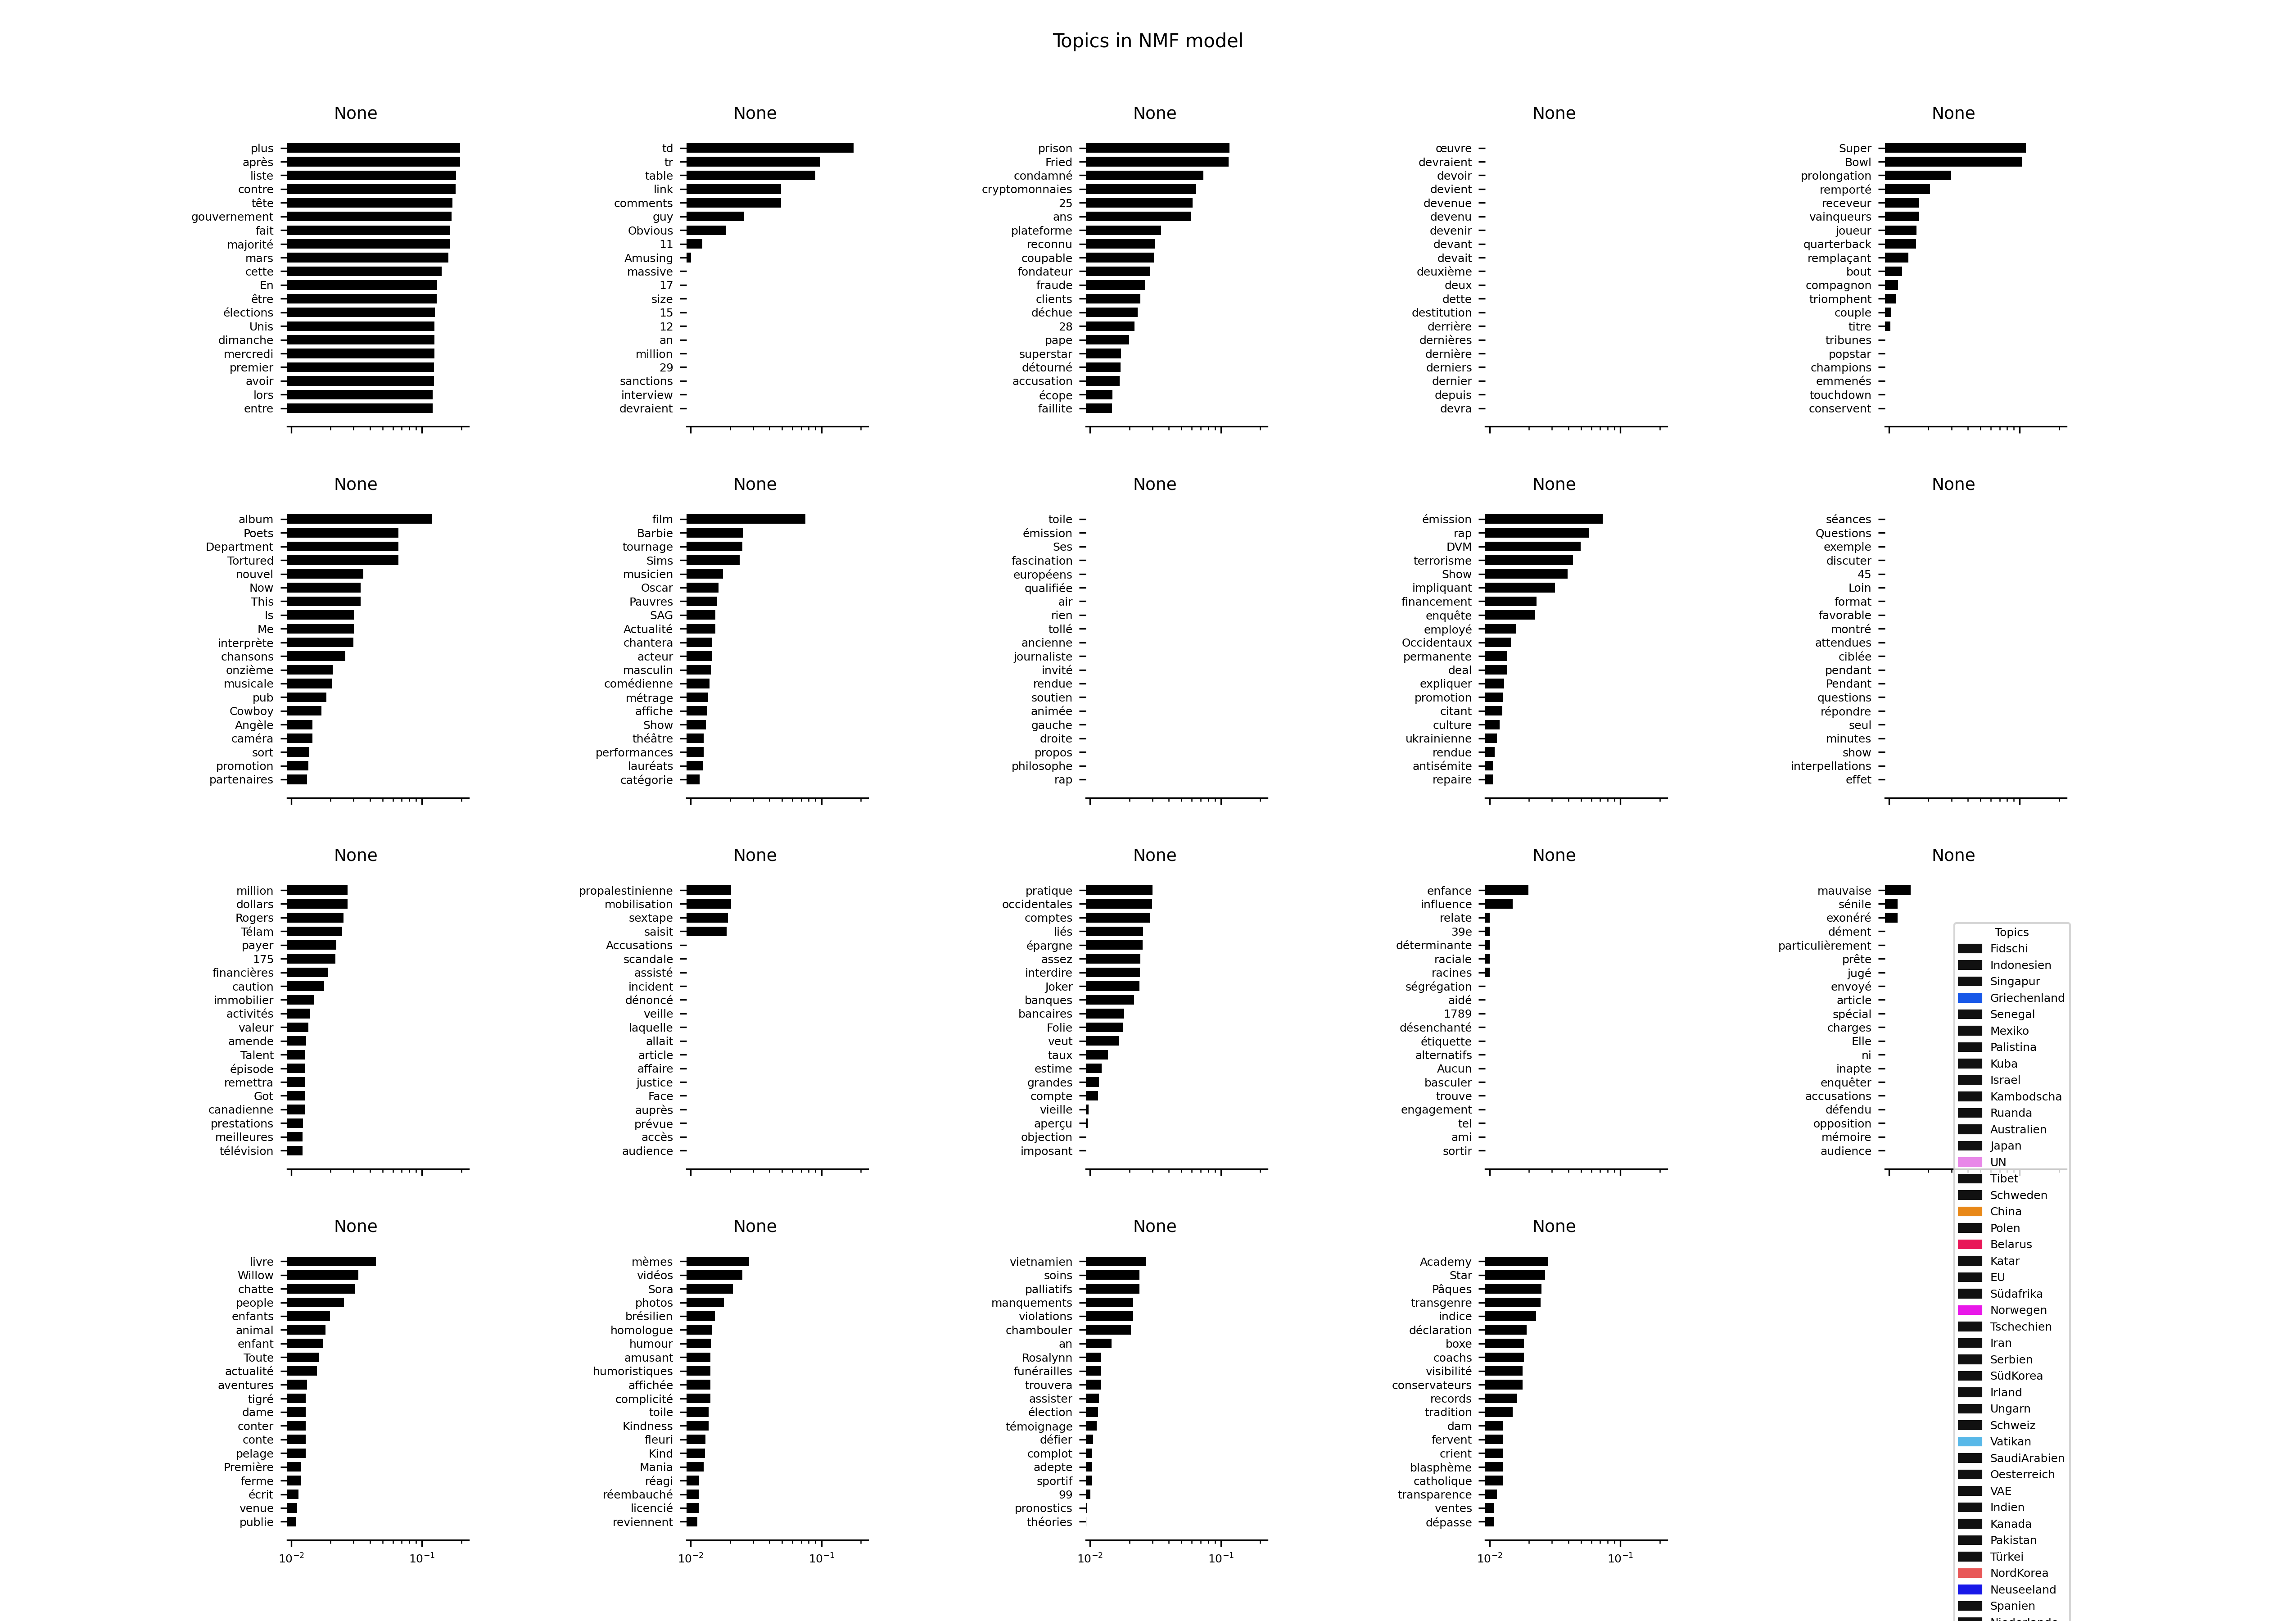 Topics in NMF model
None
plus
après
liste
contre
tête
gouvernement
fait
majorité
mars
cette
En
être
élections
Unis
dimanche
mercredi
premier
avoir
lors
entre
None
td
tr
table
link
comments
guy
Obvious
11
Amusing
massive
17
size
15
12
an
million
29
sanctions
interview
devraient
None
prison
Fried
condamné
cryptomonnaies
25
ans
plateforme
reconnu
coupable
fondateur
fraude
clients
déchue
28
pape
superstar
détourné
accusation
écope
faillite
None
œuvre
devraient
devoir
devient
devenue
devenu
devenir
devant
devait
deuxième
deux
dette
destitution
derrière
dernières
dernière
derniers
dernier
depuis
devra
None
Super
Bowl
prolongation
remporté
receveur
vainqueurs
joueur
quarterback
remplaçant
bout
compagnon
triomphent
couple
titre
tribunes
popstar
champions
emmenés
touchdown
conservent
None
album
Poets
Department
Tortured
nouvel
Now
This
Is
Me
interprète
chansons
onzième
musicale
pub
Cowboy
Angèle
caméra
sort
promotion
partenaires
None
film
Barbie
tournage
Sims
musicien
Oscar
Pauvres
SAG
Actualité
chantera
acteur
masculin
comédienne
métrage
affiche
Show
théâtre
performances
lauréats
catégorie
None
toile
émission
Ses
fascination
européens
qualifiée
air
rien
tollé
ancienne
journaliste
invité
rendue
soutien
animée
gauche
droite
propos
philosophe
rap
None
émission
rap
DVM
terrorisme
Show
impliquant
financement
enquête
employé
Occidentaux
permanente
deal
expliquer
promotion
citant
culture
ukrainienne
rendue
antisémite
repaire
None
séances
Questions
exemple
discuter
45
Loin
format
favorable
montré
attendues
ciblée
pendant
Pendant
questions
répondre
seul
minutes
show
interpellations
effet
None
million
dollars
Rogers
Télam
payer
175
financières
caution
immobilier
activités
valeur
amende
Talent
épisode
remettra
Got
canadienne
prestations
meilleures
télévision
None
propalestinienne
mobilisation
sextape
saisit
Accusations
scandale
assisté
incident
dénoncé
veille
laquelle
allait
article
affaire
justice
Face
auprès
prévue
accès
audience
None
pratique
occidentales
comptes
liés
épargne
assez
interdire
Joker
banques
bancaires
Folie
veut
taux
estime
grandes
compte
vieille
aperçu
objection
imposant
None
enfance
influence
relate
39e
déterminante
raciale
racines
ségrégation
aidé
1789
désenchanté
étiquette
alternatifs
Aucun
basculer
trouve
engagement
tel
ami
sortir
None
mauvaise
sénile
exonéré
dément
particulièrement
prête
jugé
envoyé
article
spécial
charges
Elle
ni
inapte
enquêter
accusations
défendu
opposition
mémoire
audience
None
livre
Willow
chatte
people
enfants
animal
enfant
Toute
actualité
aventures
tigré
dame
conter
conte
pelage
Première
ferme
écrit
venue
publie
10⁻² 10⁻¹
None
mèmes
vidéos
Sora
photos
brésilien
homologue
humour
amusant
humoristiques
affichée
complicité
toile
Kindness
fleuri
Kind
Mania
réagi
réembauché
licencié
reviennent
10⁻² 10⁻¹
None
vietnamien
soins
palliatifs
manquements
violations
chambouler
an
Rosalynn
funérailles
trouvera
assister
élection
témoignage
défier
complot
adepte
sportif
99
pronostics
théories
10⁻² 10⁻¹
None
Academy
Star
Pâques
transgenre
indice
déclaration
boxe
coachs
visibilité
conservateurs
records
tradition
dam
fervent
crient
blasphème
catholique
transparence
ventes
dépasse
10⁻² 10⁻¹
Topics
Fidschi
Indonesien
Singapur
Griechenland
Senegal
Mexiko
Palistina
Kuba
Israel
Kambodscha
Ruanda
Australien
Japan
UN
Tibet
Schweden
China
Polen
Belarus
Katar
EU
Südafrika
Norwegen
Tschechien
Iran
Serbien
SüdKorea
Irland
Ungarn
Schweiz
Vatikan
SaudiArabien
Oesterreich
VAE
Indien
Kanada
Pakistan
Türkei
NordKorea
Neuseeland
Spanien